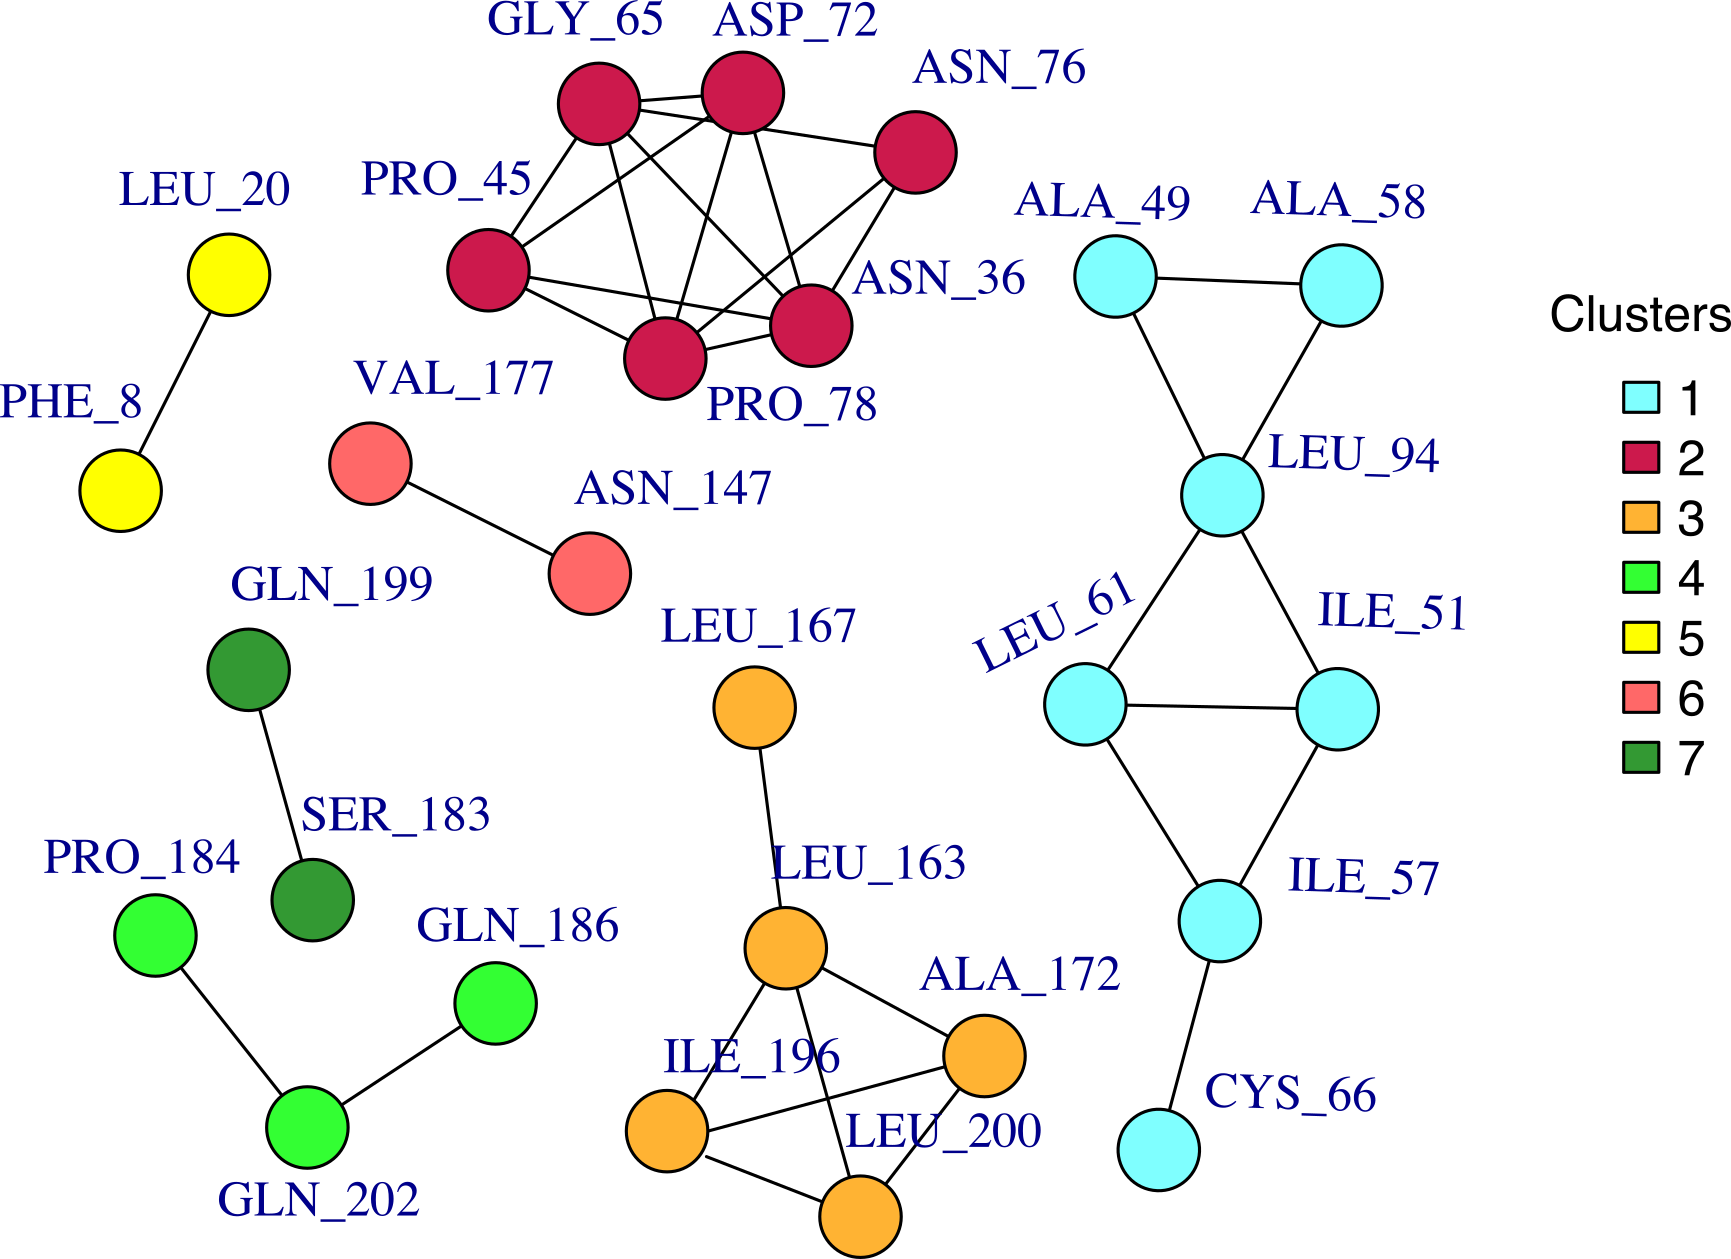 GLY_65
ASP_72
ASN_76
LEU_20
PRO_45
ALA_49
ALA_58
ASN_36
Clusters
PHE_8
VAL_177
PRO_78
1
2
3
4
5
6
7
LEU_94
ASN_147
GLN_199
LEU_167
LEU_61
ILE_51
SER_183
PRO_184
LEU_163
ILE_57
GLN_186
ALA_172
ILE_196
CYS_66
LEU_200
GLN_202